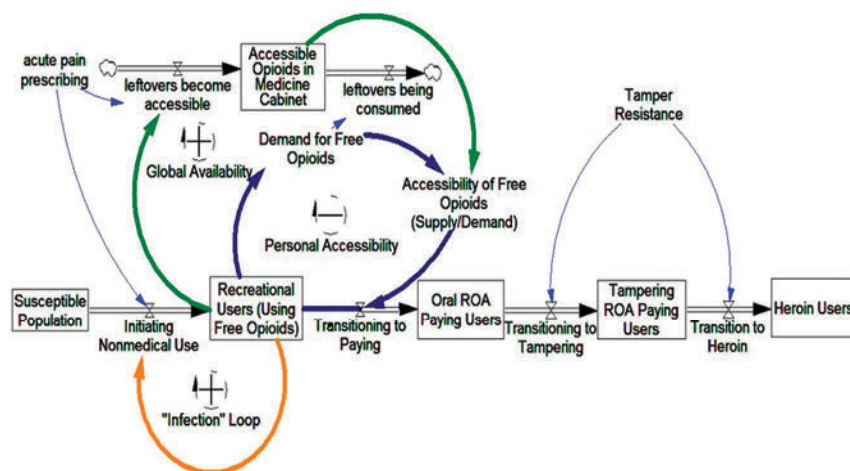 acute pain
prescribing
leftovers become
accessible
Accessible
Opioids in
Medicine
Cabinet
leftovers being
consumed
Tamper
Resistance
Demand for Free
Opioids
Global Availability
Accessibility of Free
Opioids
(Supply/Demand)
Personal Accessibility
Susceptible
Population
Initiating
Nonmedical Use
Recreational
Users (Using
Free Opioids)
Transitioning to
Paying
Oral ROA
Paying Users
Transitioning to
Tampering
Tampering
ROA Paying
Users
Transition to
Heroin
Heroin Users
"Infection" Loop